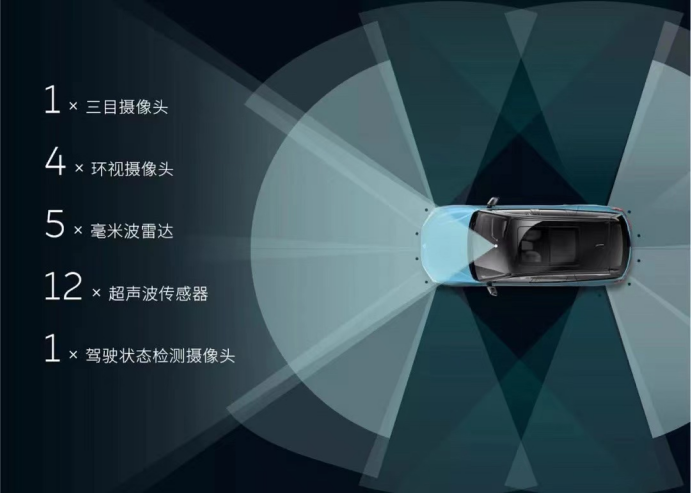 1 × 三目摄像头
4 × 环视摄像头
5 × 毫米波雷达
12 × 超声波传感器
1 × 驾驶状态检测摄像头